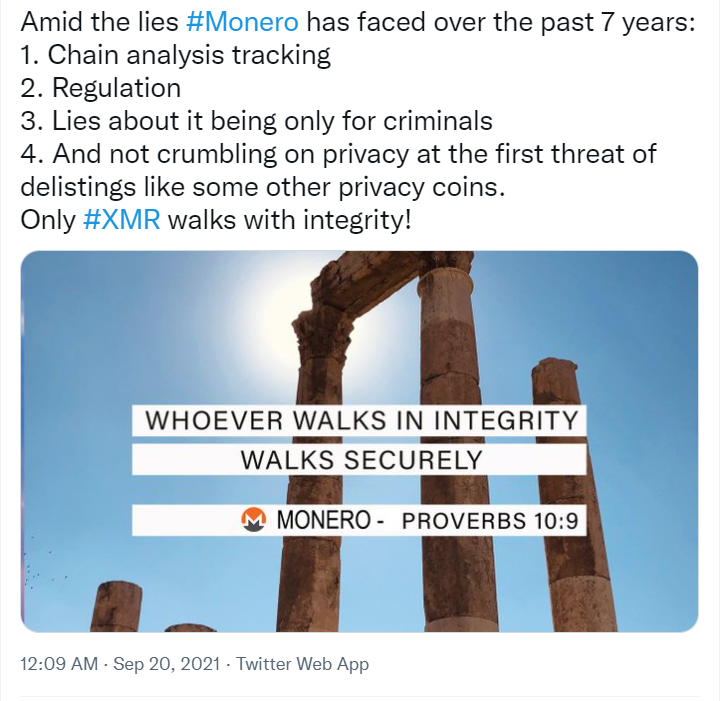 Amid the lies #Monero has faced over the past 7 years:
1. Chain analysis tracking
2. Regulation
3. Lies about it being only for criminals
4. And not crumbling on privacy at the first threat of
delistings like some other privacy coins.
Only #XMR walks with integrity!
WHOEVER WALKS IN INTEGRITY
WALKS SECURELY
MONERO - PROVERBS 10:9
12:09 AM · Sep 20, 2021 · Twitter Web App